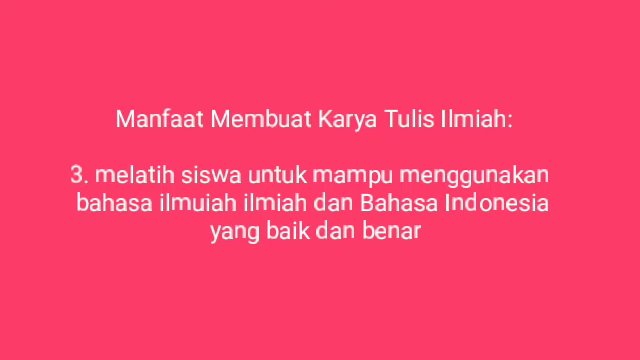 Manfaat Membuat Karya Tulis Ilmiah:
3. melatih siswa untuk mampu menggunakan
bahasa ilmuiah ilmiah dan Bahasa Indonesia
yang baik dan benar